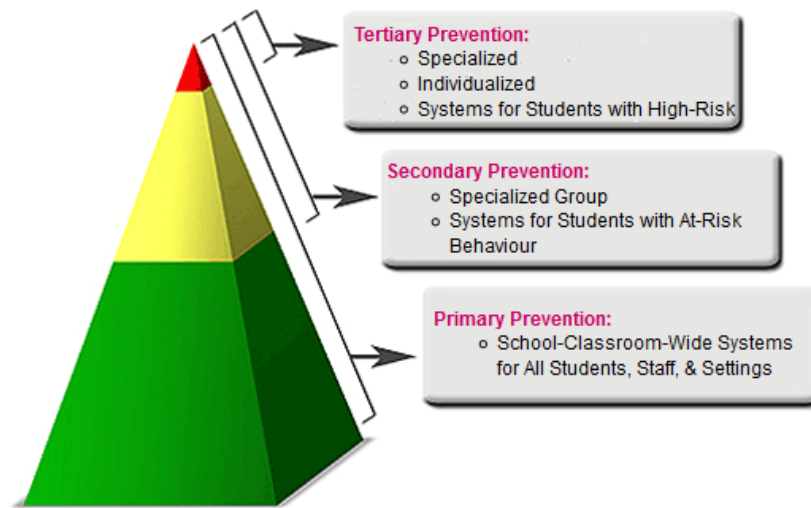 Tertiary Prevention:
Specialized
Individualized
Systems for Students with High-Risk
Secondary Prevention:
Specialized Group
Systems for Students with At-Risk
Behaviour
Primary Prevention:
School-Classroom-Wide Systems
for All Students, Staff, & Settings